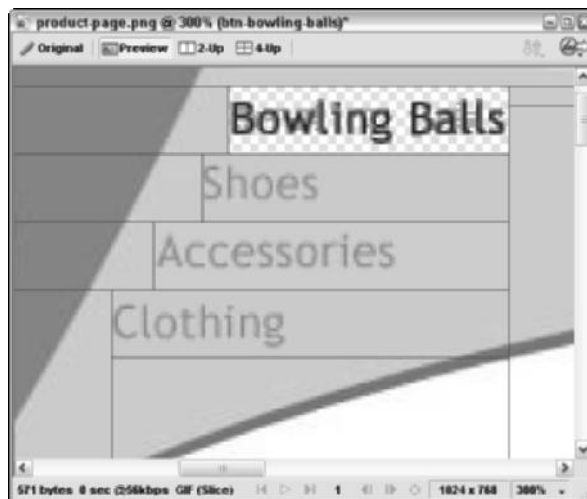 product-page.png @ 300% (btn-bowling-balls)*
Original Preview 2-Up 4-Up
Bowling Balls
Shoes
Accessories
Clothing
571 bytes 0 sec @56kbps GIF (Slice) 1 1024 x 768 300%